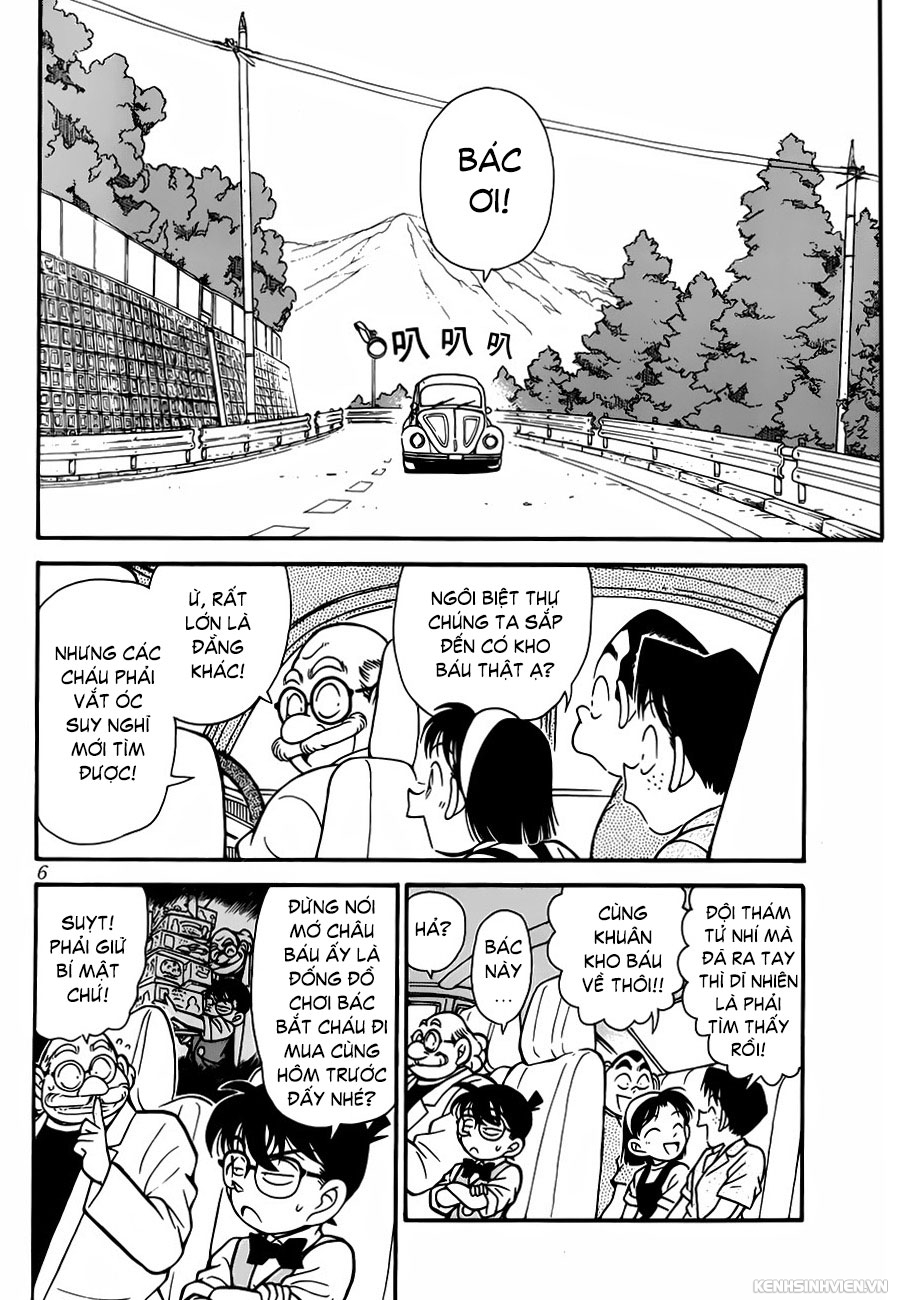 BÁC
ƠI!
叭 叭 叭
NGÔI BIỆT THỰ
CHÚNG TA SẮP
ĐẾN CÓ KHO
BÁU THẬT Ạ?
Ừ, RẤT
LỚN LÀ
ĐẰNG
KHÁC!
NHƯNG CÁC
CHÁU PHẢI
VẮT ÓC
SUY NGHĨ
MỚI TÌM
ĐƯỢC!
6
ĐỘI THÁM
TỬ NHÍ MÀ
ĐÃ RA TAY
THÌ DĨ NHIÊN
LÀ PHẢI
TÌM THẤY
RỒI!
CÙNG
KHUÂN
KHO BÁU
VỀ THÔI!!
BÁC
NÀY
...
HẢ?
ĐỪNG NÓI
MỚ CHÂU
BÁU ẤY LÀ
ĐỐNG ĐỒ
CHƠI BÁC
BẮT CHÁU ĐI
MUA CÙNG
HÔM TRƯỚC
ĐẤY NHÉ?
SUYT!
PHẢI GIỮ
BÍ MẬT
CHỨ!
KENHSINHVIEN.VN